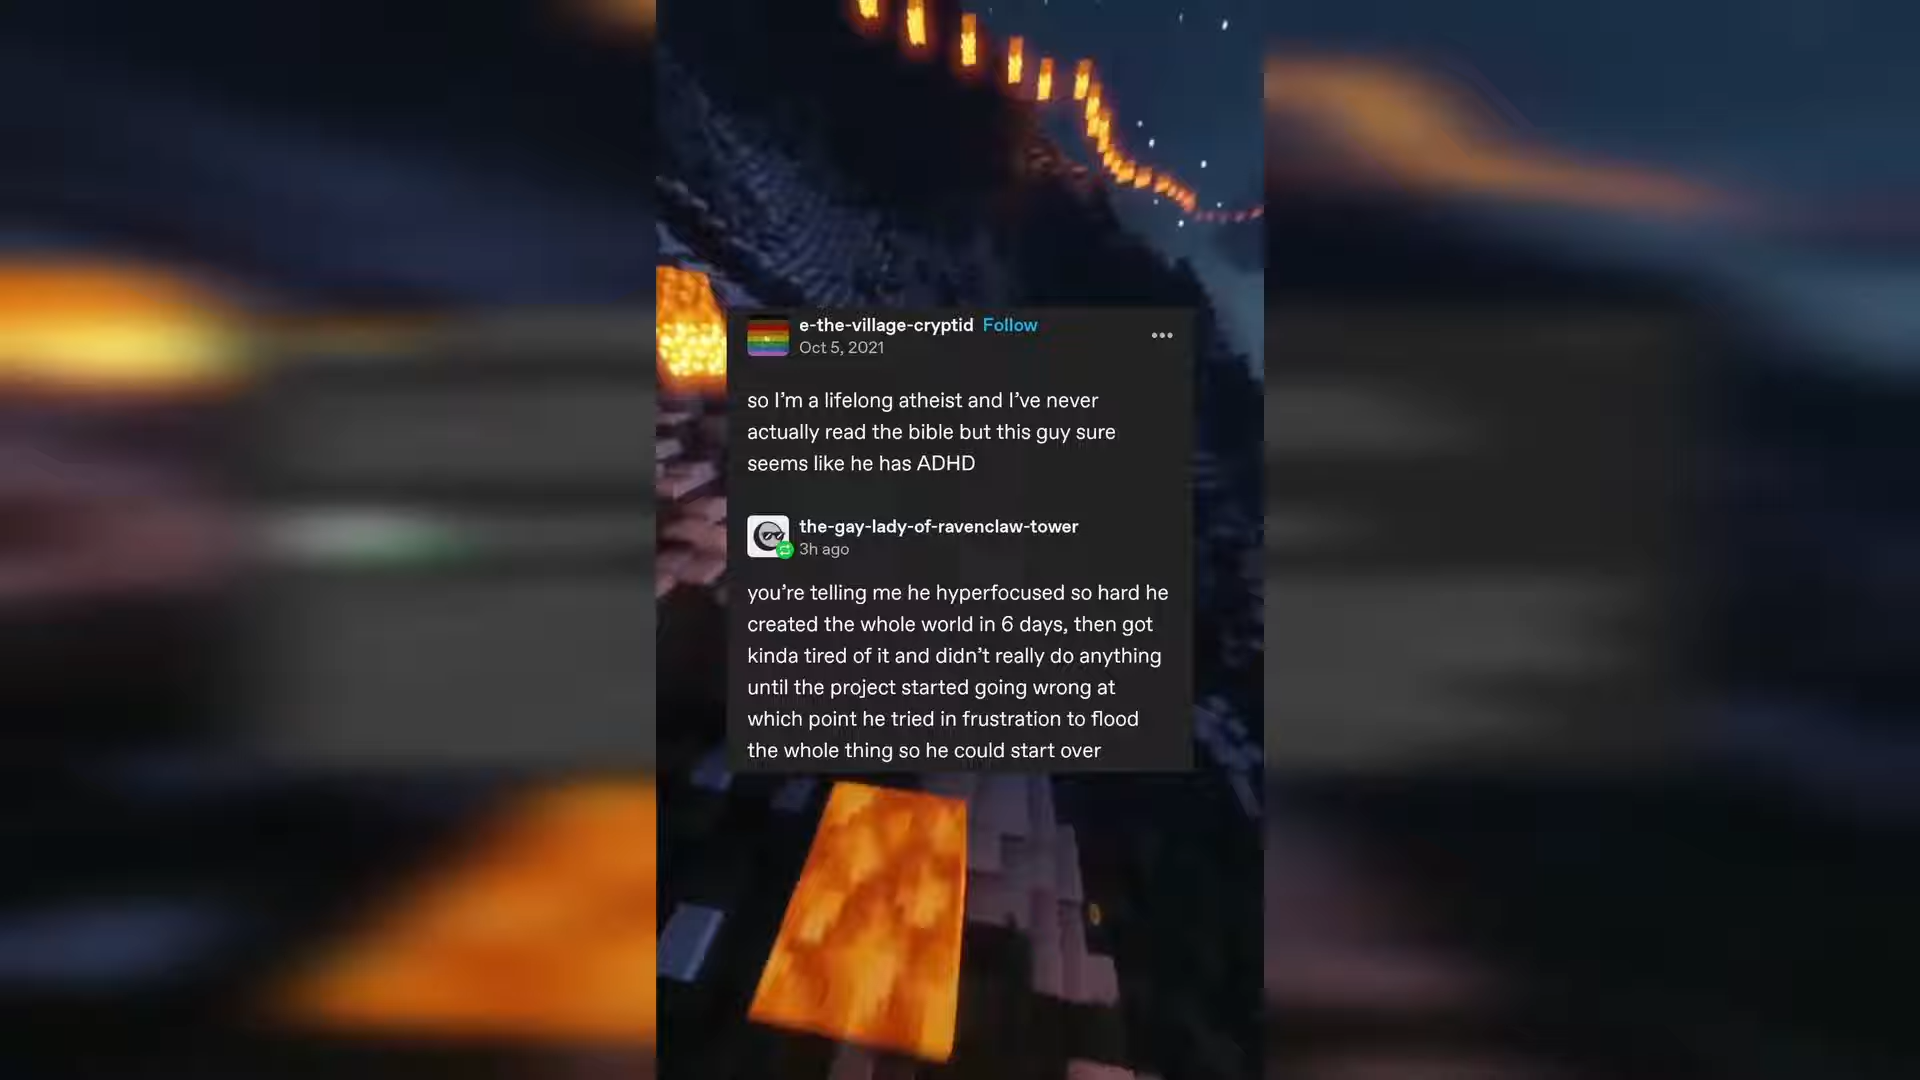 e-the-village-cryptid Follow
Oct 5, 2021
so I’m a lifelong atheist and I’ve never
actually read the bible but this guy sure
seems like he has ADHD
the-gay-lady-of-ravenclaw-tower
3h ago
you’re telling me he hyperfocused so hard he
created the whole world in 6 days, then got
kinda tired of it and didn’t really do anything
until the project started going wrong at
which point he tried in frustration to flood
the whole thing so he could start over